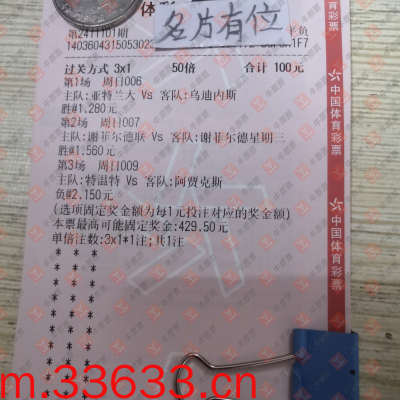 体彩
名片有位
第2411101期
过关方式 3x1 50倍 合计 100元
第1场 周日006
主队:亚特兰大 Vs 客队:乌迪内斯
胜#1.280元
第2场 周日007
主队:谢菲尔德联 Vs 客队:谢菲尔德星期三
胜#1.560元
第3场 周日009
主队:特温特 Vs 客队:阿贾克斯
负#2.150元
(选项固定奖金额为每1元投注对应的奖金额)
本票最高可能固定奖金:429.50元
单倍注数:3x1*1注;共1注
中国体育彩票
中国体育彩票
中国体育彩票
m.33633.cn